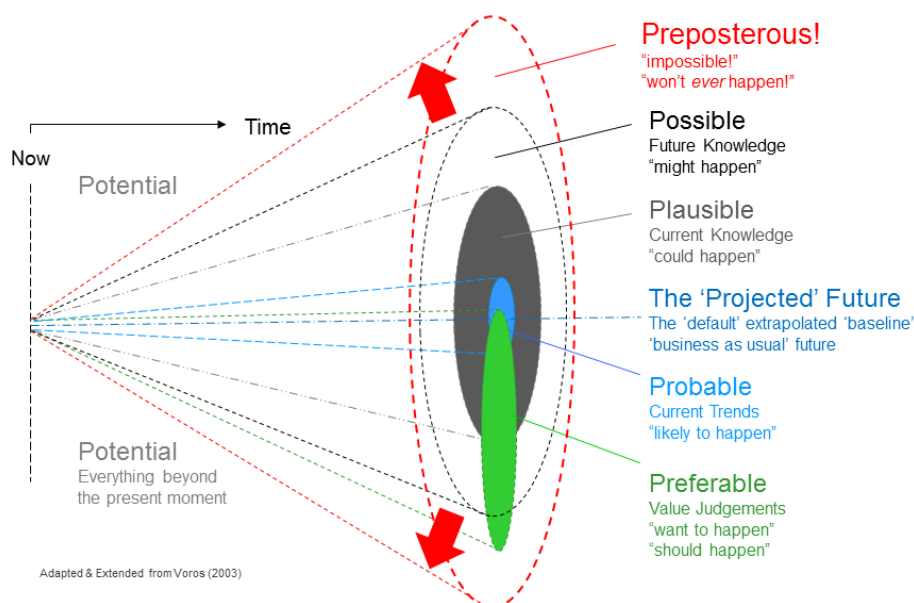 Preposterous!
“impossible!”
“won’t ever happen!”
Time
Now
Potential
Possible
Future Knowledge
“might happen”
Plausible
Current Knowledge
“could happen”
The ‘Projected’ Future
The ‘default’ extrapolated ‘baseline’
‘business as usual’ future
Probable
Current Trends
“likely to happen”
Potential
Everything beyond
the present moment
Preferable
Value Judgements
“want to happen”
“should happen”
Adapted & Extended from Voros (2003)